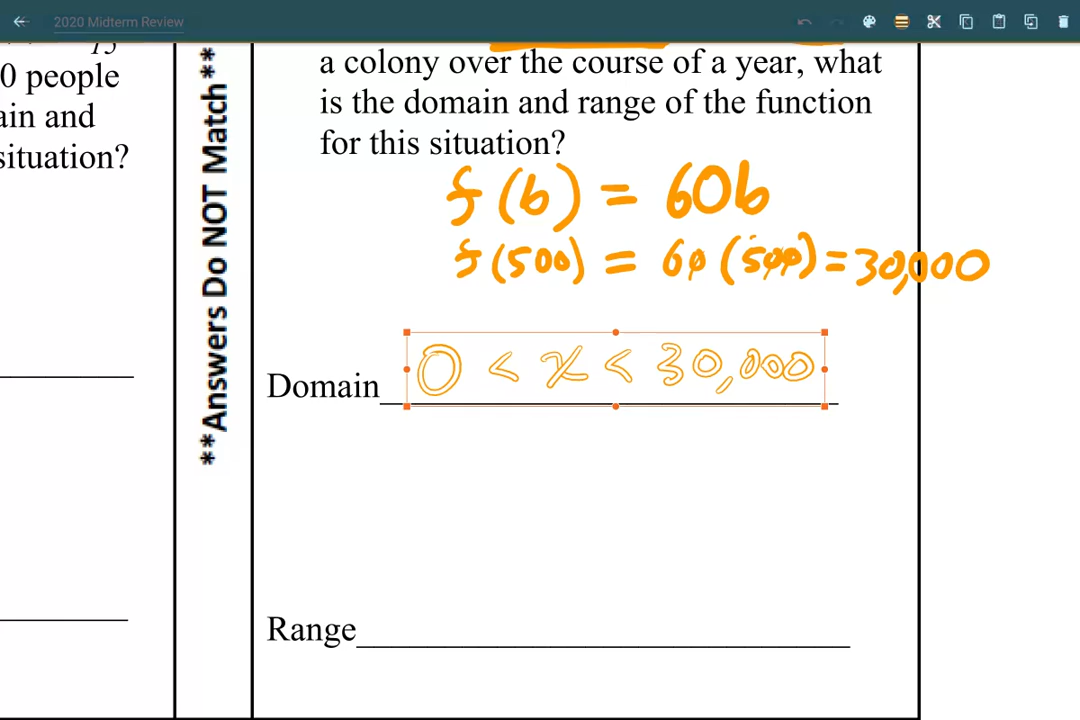 2020 Midterm Review
0 people
ain and
situation?
**Answers Do NOT Match**
a colony over the course of a year, what
is the domain and range of the function
for this situation?
f(b) = 60b
f(500) = 60(500) = 30,000
Domain 0 < x < 30,000
Range